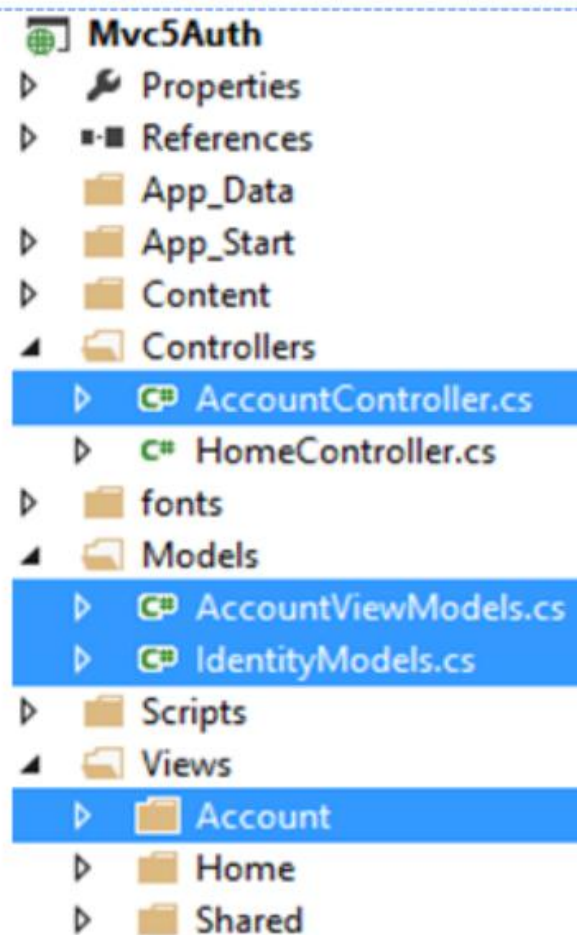 Mvc5Auth
Properties
References
App_Data
App_Start
Content
Controllers
C# AccountController.cs
C# HomeController.cs
fonts
Models
C# AccountViewModels.cs
C# IdentityModels.cs
Scripts
Views
Account
Home
Shared